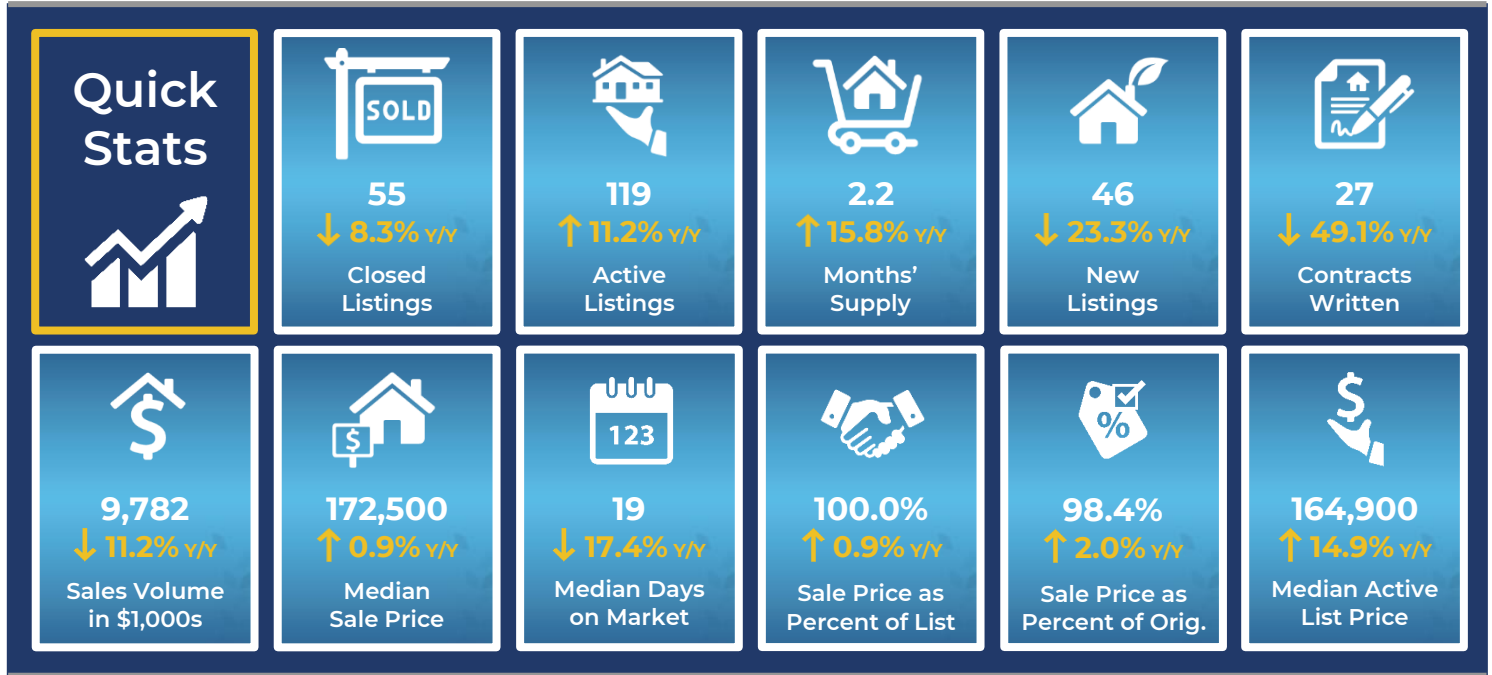 Quick
Stats
SOLD
55
↓ 8.3% Y/Y
Closed
Listings
119
↑ 11.2% Y/Y
Active
Listings
2.2
↑ 15.8% Y/Y
Months’
Supply
46
↓ 23.3% Y/Y
New
Listings
27
↓ 49.1% Y/Y
Contracts
Written
$
9,782
↓ 11.2% Y/Y
Sales Volume
in $1,000s
$
172,500
↑ 0.9% Y/Y
Median
Sale Price
123
19
↓ 17.4% Y/Y
Median Days
on Market
100.0%
↑ 0.9% Y/Y
Sale Price as
Percent of List
%
98.4%
↑ 2.0% Y/Y
Sale Price as
Percent of Orig.
$
164,900
↑ 14.9% Y/Y
Median Active
List Price